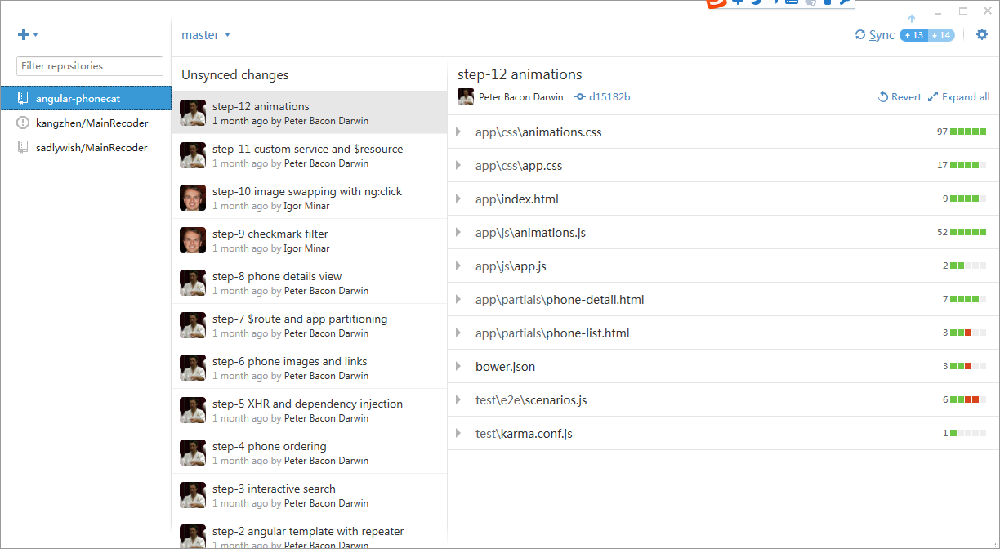 master
Sync
13
14
Filter repositories
angular-phonecat
kangzhen/MainRecoder
sadlywish/MainRecoder
Unsynced changes
step-12 animations
1 month ago by Peter Bacon Darwin
step-11 custom service and $resource
1 month ago by Peter Bacon Darwin
step-10 image swapping with ng:click
1 month ago by Igor Minar
step-9 checkmark filter
1 month ago by Igor Minar
step-8 phone details view
1 month ago by Peter Bacon Darwin
step-7 $route and app partitioning
1 month ago by Peter Bacon Darwin
step-6 phone images and links
1 month ago by Peter Bacon Darwin
step-5 XHR and dependency injection
1 month ago by Peter Bacon Darwin
step-4 phone ordering
1 month ago by Peter Bacon Darwin
step-3 interactive search
1 month ago by Peter Bacon Darwin
step-2 angular template with repeater
1 month ago by Peter Bacon Darwin
step-12 animations
Peter Bacon Darwin d15182b
Revert Expand all
app\css\animations.css 97
app\css\app.css 17
app\index.html 9
app\js\animations.js 52
app\js\app.js 2
app\partials\phone-detail.html 7
app\partials\phone-list.html 3
bower.json 3
test\e2e\scenarios.js 6
test\karma.conf.js 1